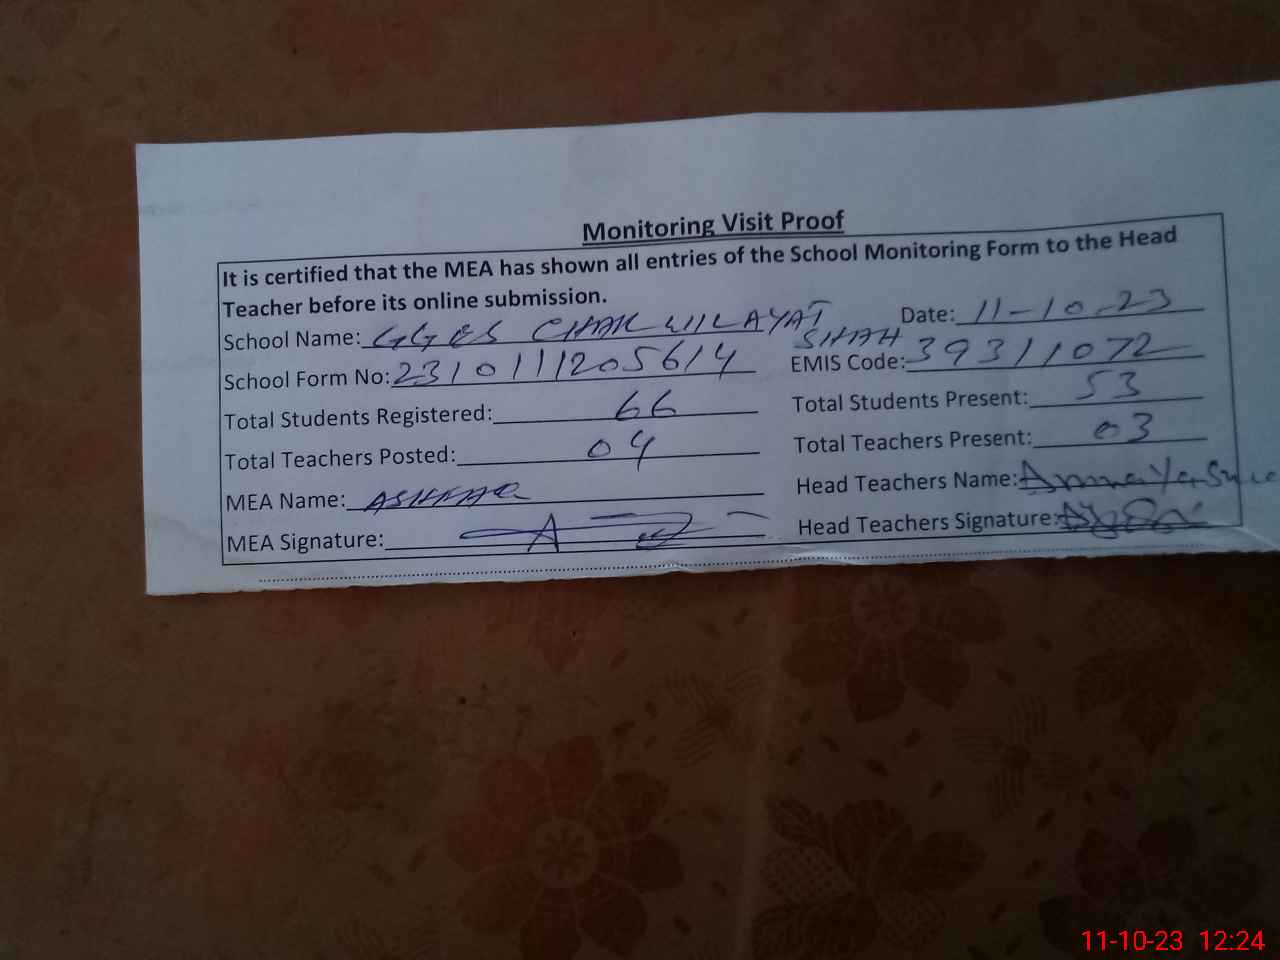 Monitoring Visit Proof
It is certified that the MEA has shown all entries of the School Monitoring Form to the Head
Teacher before its online submission.
School Name: GGES CHAK WILAYAT SHAH Date: 11-10-23
School Form No: 2310111205614 EMIS Code: 39311072
Total Students Registered: 66 Total Students Present: 53
Total Teachers Posted: 04 Total Teachers Present: 03
MEA Name: ASHFAQ Head Teachers Name:
MEA Signature: Head Teachers Signature:
11-10-23 12:24